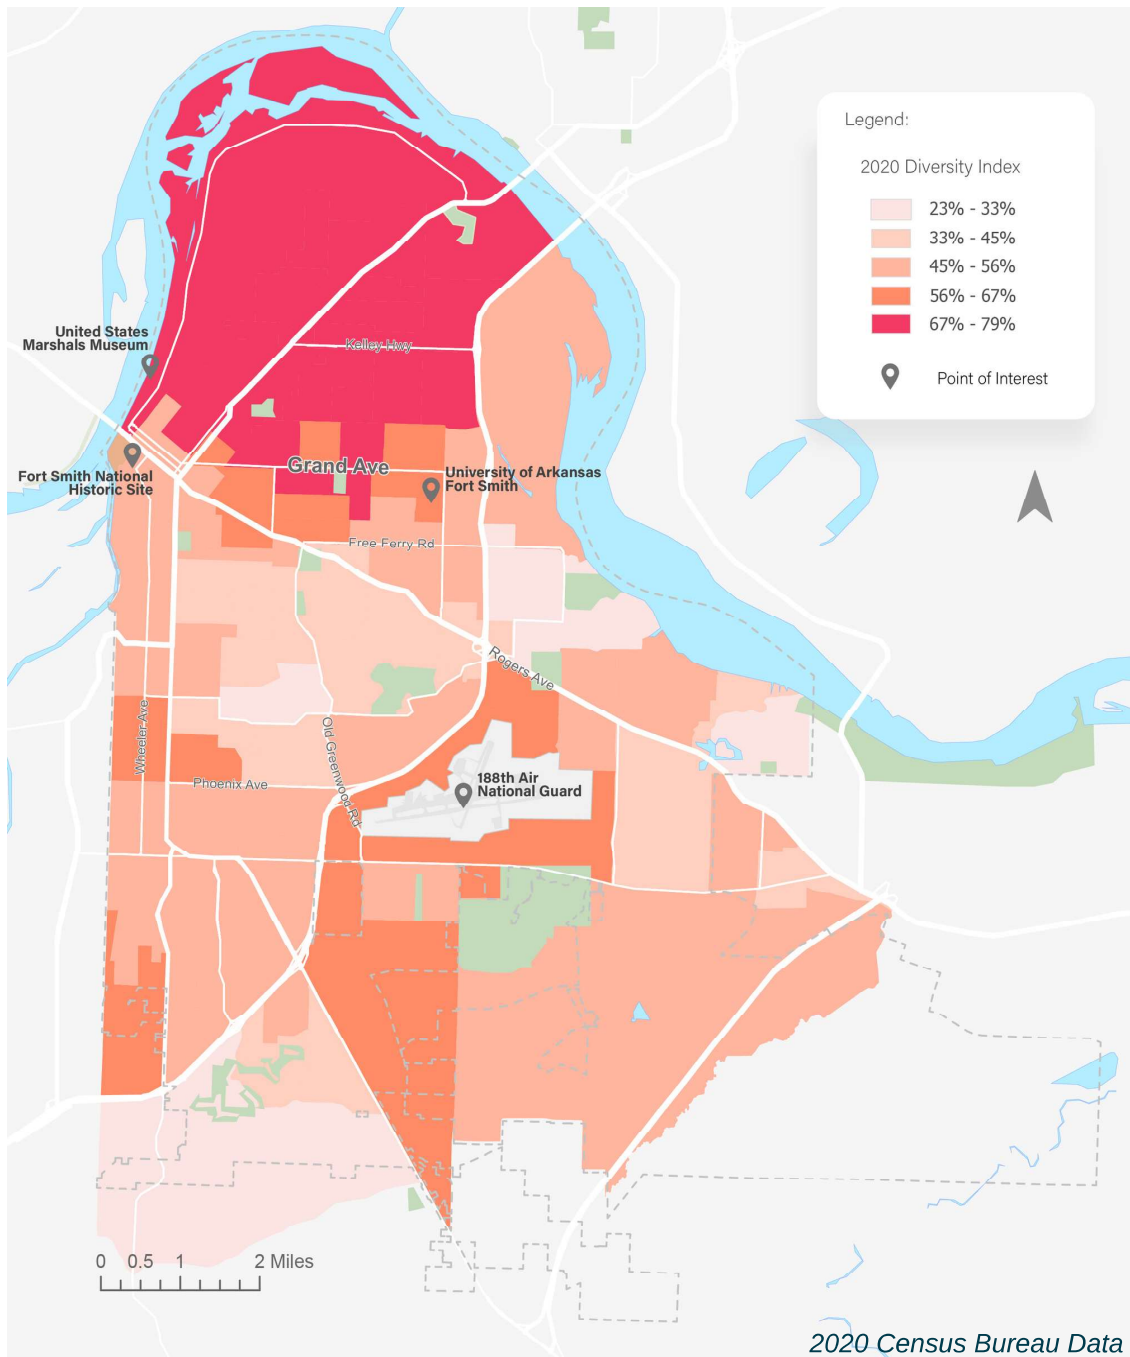 Legend:
2020 Diversity Index
23% - 33%
33% - 45%
45% - 56%
56% - 67%
67% - 79%
Point of Interest
United States
Marshals Museum
Kelley Hwy
Fort Smith National
Historic Site
Grand Ave
University of Arkansas
Fort Smith
Free Ferry Rd
Rogers Ave
Wheeler Ave
Old Greenwood Rd
Phoenix Ave
188th Air
National Guard
0 0.5 1 2 Miles
2020 Census Bureau Data